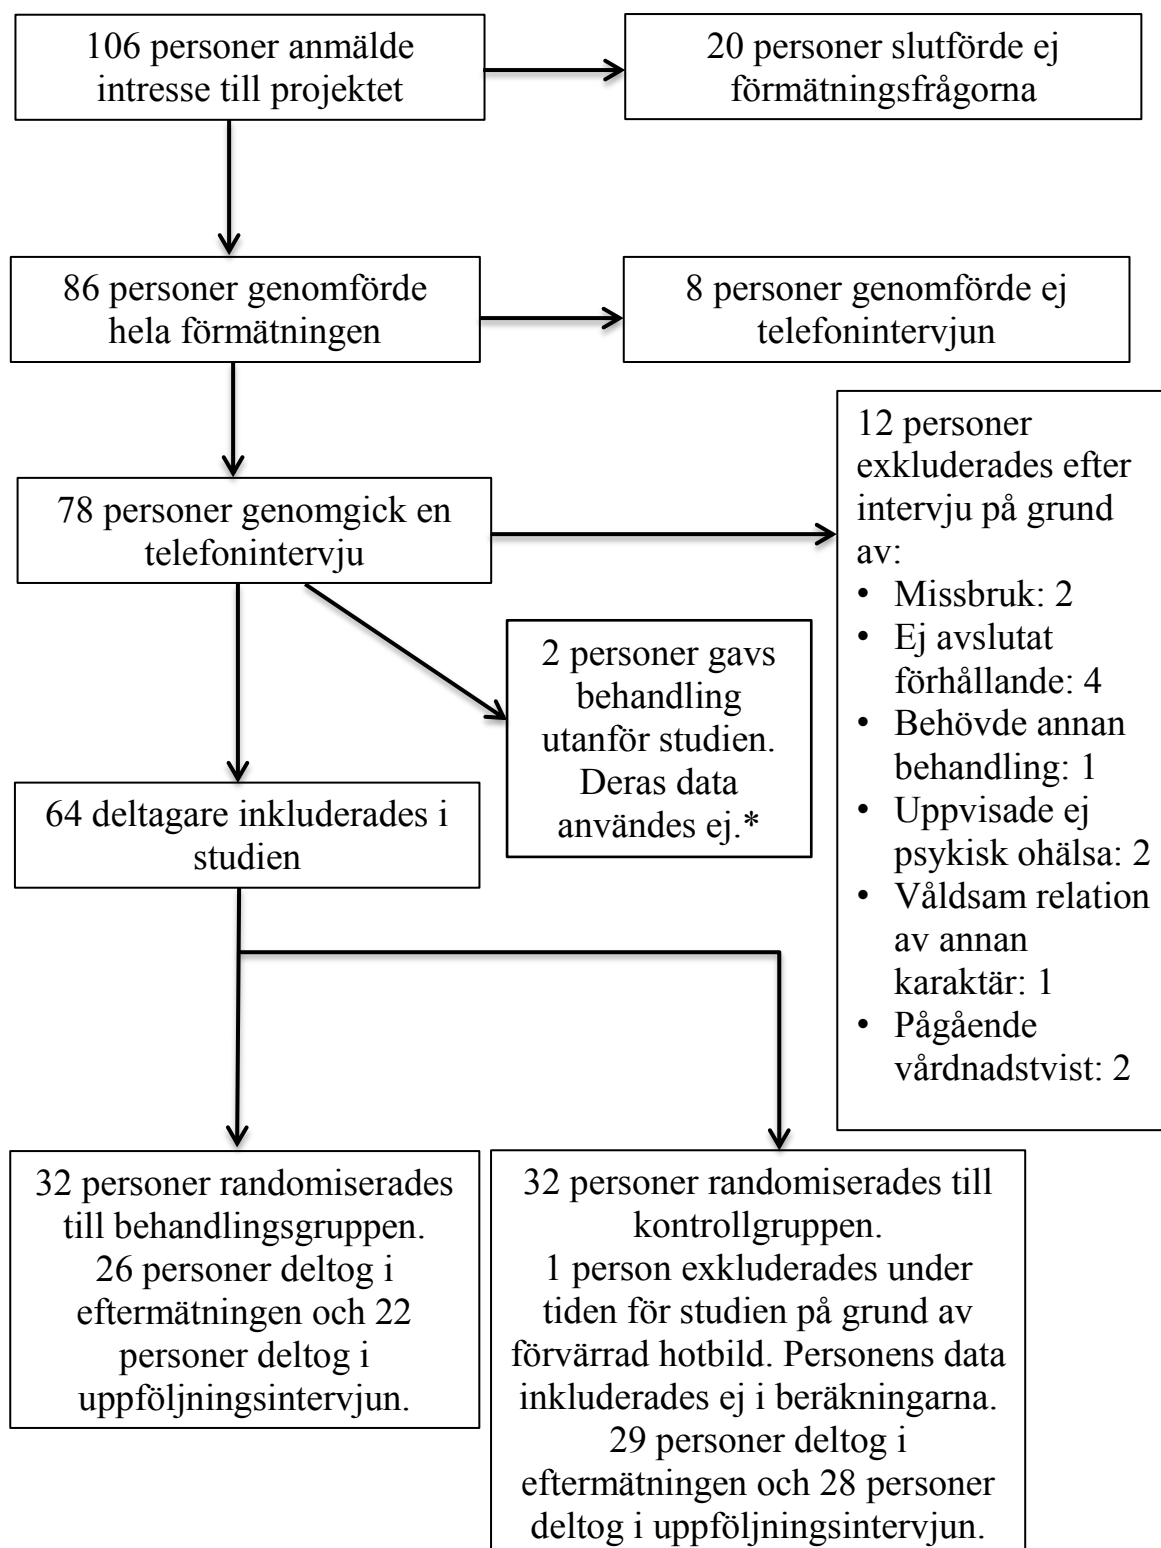 106 personer anmälde
intresse till projektet
20 personer slutförde ej
förmätningsfrågorna
86 personer genomförde
hela förmätningen
8 personer genomförde ej
telefonintervjun
78 personer genomgick en
telefonintervju
12 personer
exkluderades efter
intervju på grund
av:
• Missbruk: 2
• Ej avslutat
förhållande: 4
• Behövde annan
behandling: 1
• Uppvisade ej
psykisk ohälsa: 2
• Våldsam relation
av annan
karaktär: 1
• Pågående
vårdnadstvist: 2
2 personer gavs
behandling
utanför studien.
Deras data
användes ej.*
64 deltagare inkluderades i
studien
32 personer randomiserades
till behandlingsgruppen.
26 personer deltog i
eftermätningen och 22
personer deltog i
uppföljningsintervjun.
32 personer randomiserades till
kontrollgruppen.
1 person exkluderades under
tiden för studien på grund av
förvärrad hotbild. Personens data
inkluderades ej i beräkningarna.
29 personer deltog i
eftermätningen och 28 personer
deltog i uppföljningsintervjun.